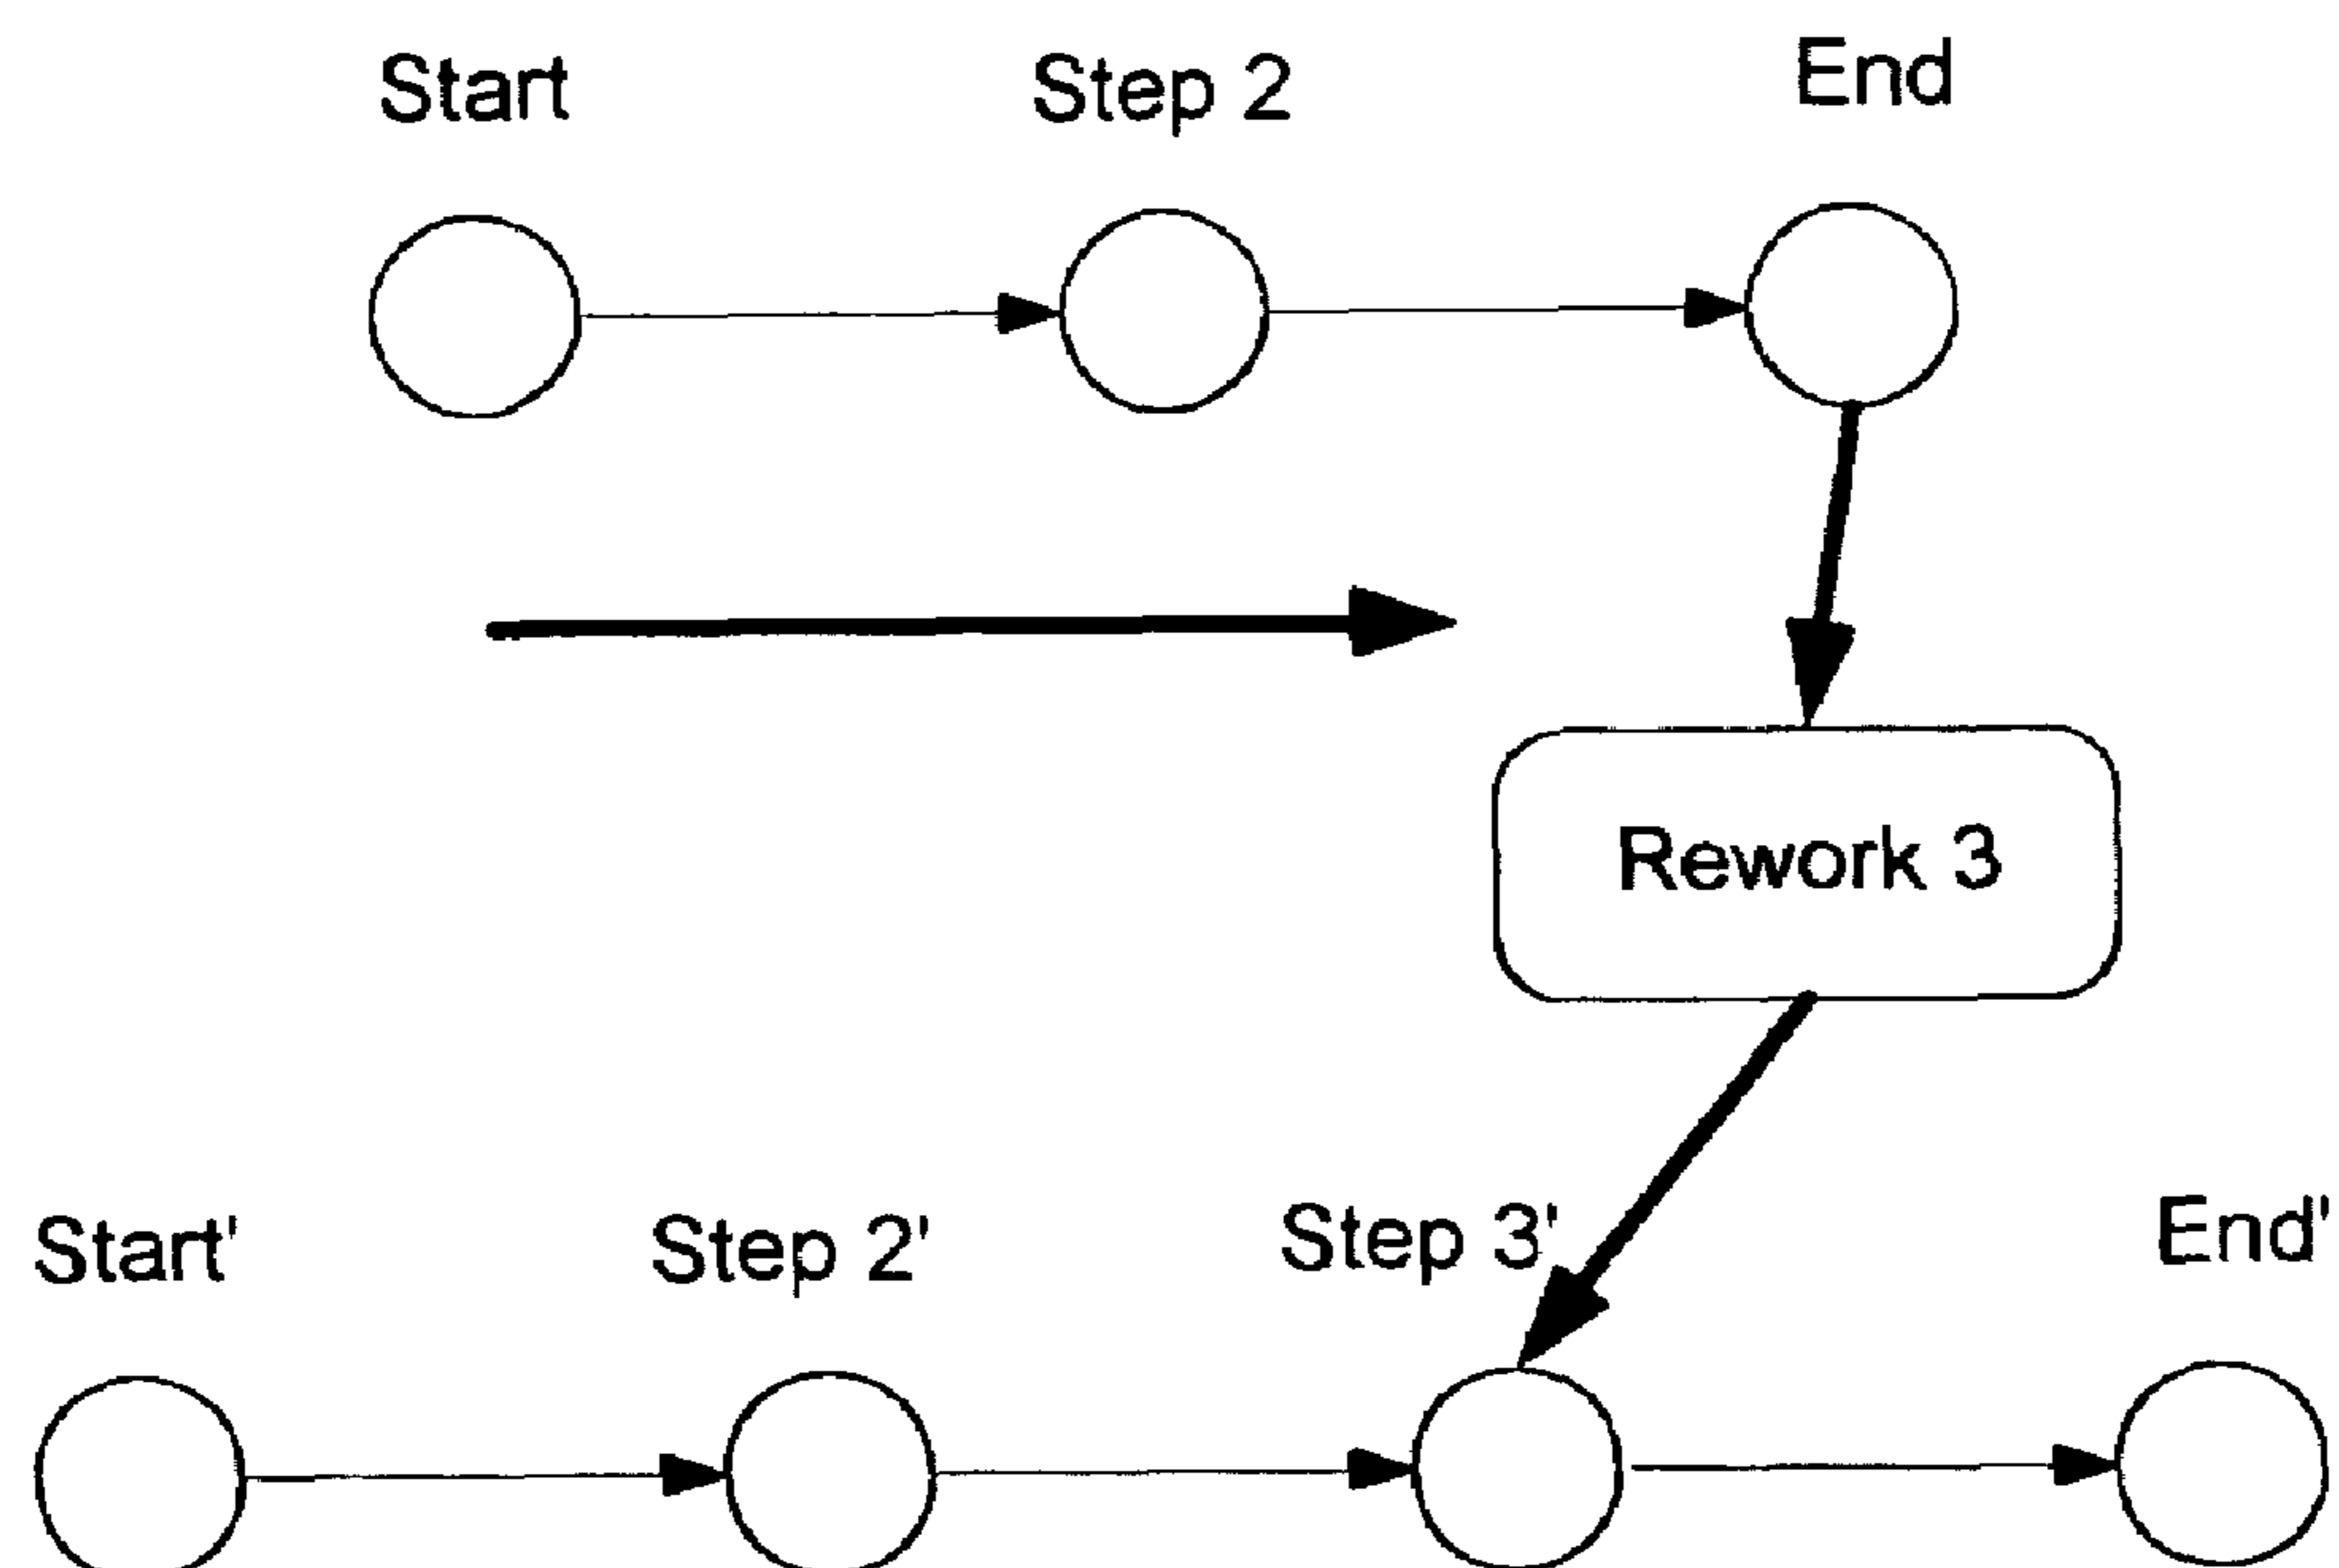 Start
Step 2
End
Rework 3
Start'
Step 2'
Step 3'
End'